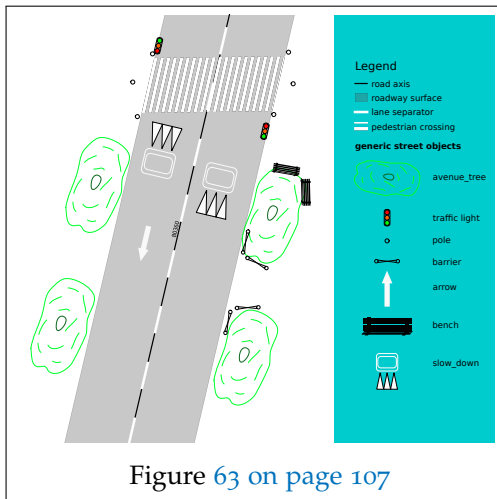 Legend
road axis
roadway surface
lane separator
pedestrian crossing
generic street objects
avenue_tree
traffic light
pole
barrier
arrow
bench
slow_down
80350
Figure 63 on page 107